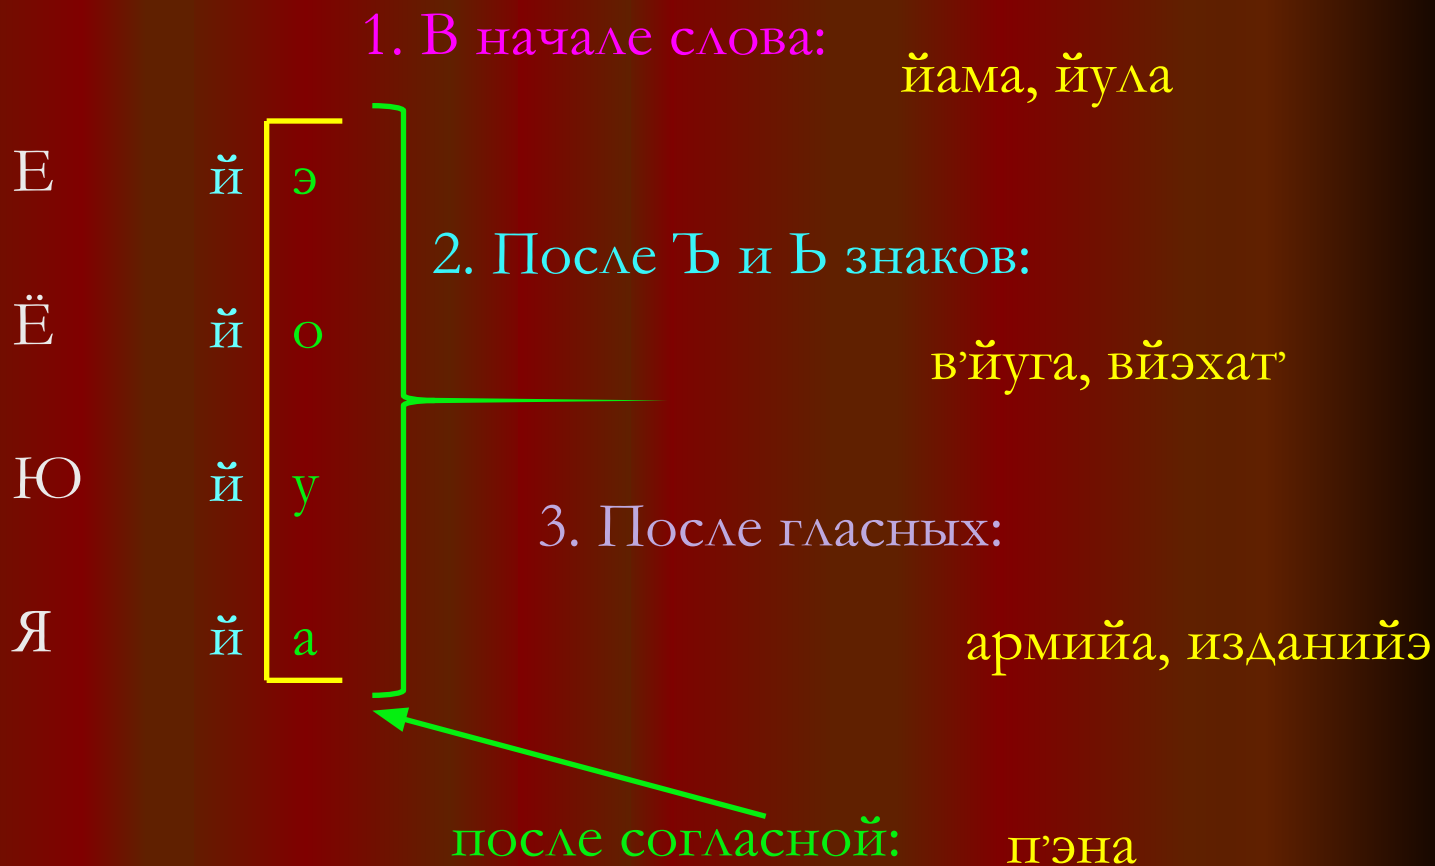 1. В начале слова:
йама, йула
Е й э
2. После Ъ и Ь знаков:
Ё й о
в’йуга, вйэхат’
Ю й у
3. После гласных:
Я й а
армийа, изданийэ
после согласной: п’эна